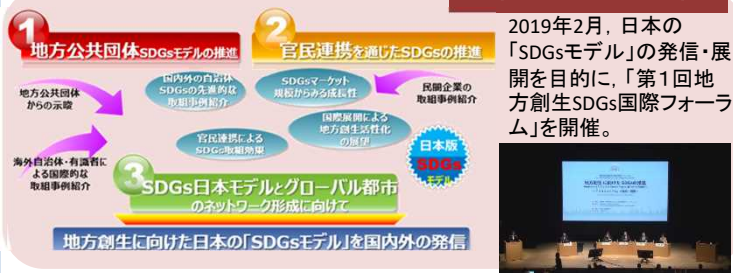 1
地方公共団体SDGsモデルの推進
2
官民連携を通じたSDGsの推進
地方公共団体
からの示唆
国内外の自治体
SDGsの先進的な
取組事例紹介
SDGsマーケット
規模からみる成長性
民間企業の
取組事例紹介
官民連携による
SDGs取組効果
国際展開による
地方創生活性化
の展望
海外自治体・有識者に
よる国際的な
取組事例紹介
日本版
SDGs
モデル
3
SDGs日本モデルとグローバル都市
のネットワーク形成に向けて
地方創生に向けた日本の「SDGsモデル」を国内外の発信
2019年2月，日本の
「SDGsモデル」の発信・展
開を目的に，「第１回地
方創生SDGs国際フォーラ
ム」を開催。